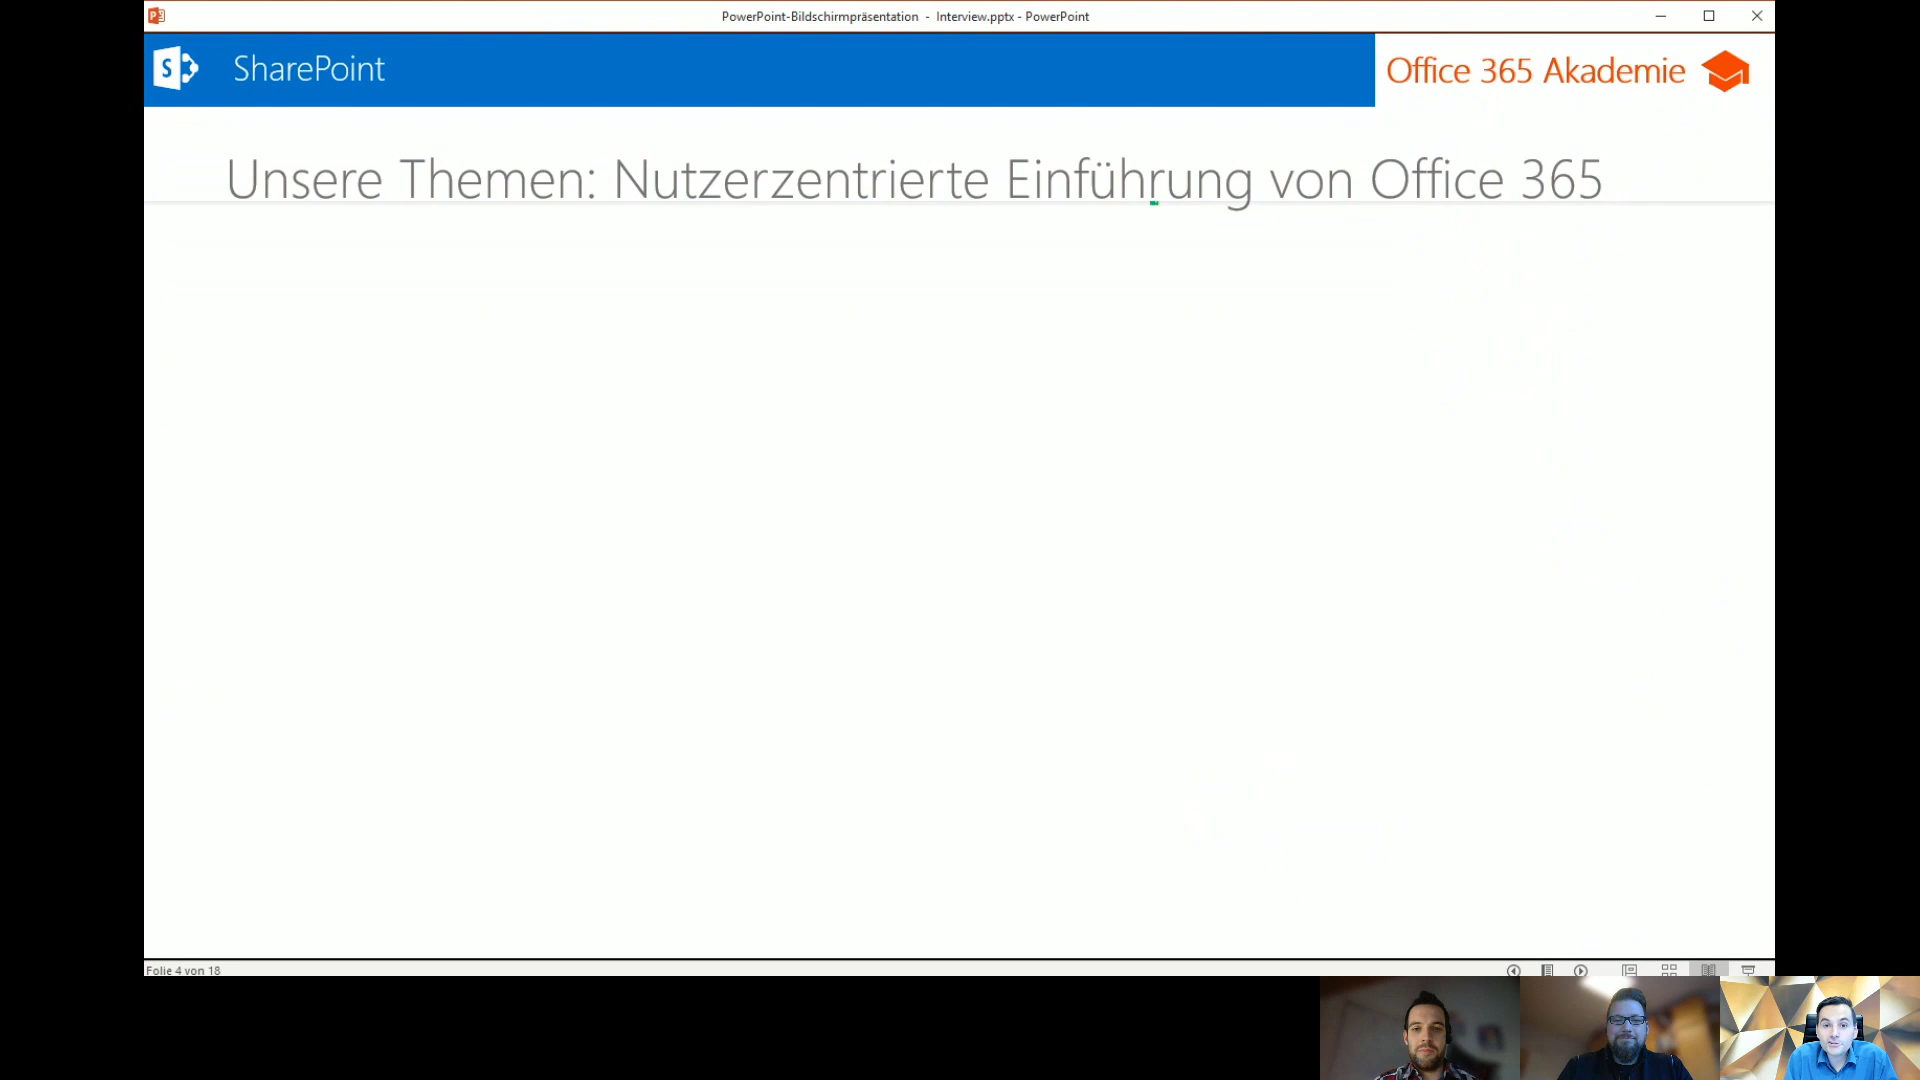 PowerPoint-Bildschirmpräsentation - Interview.pptx - PowerPoint
S SharePoint
Office 365 Akademie
Unsere Themen: Nutzerzentrierte Einführung von Office 365
Folie 4 von 18